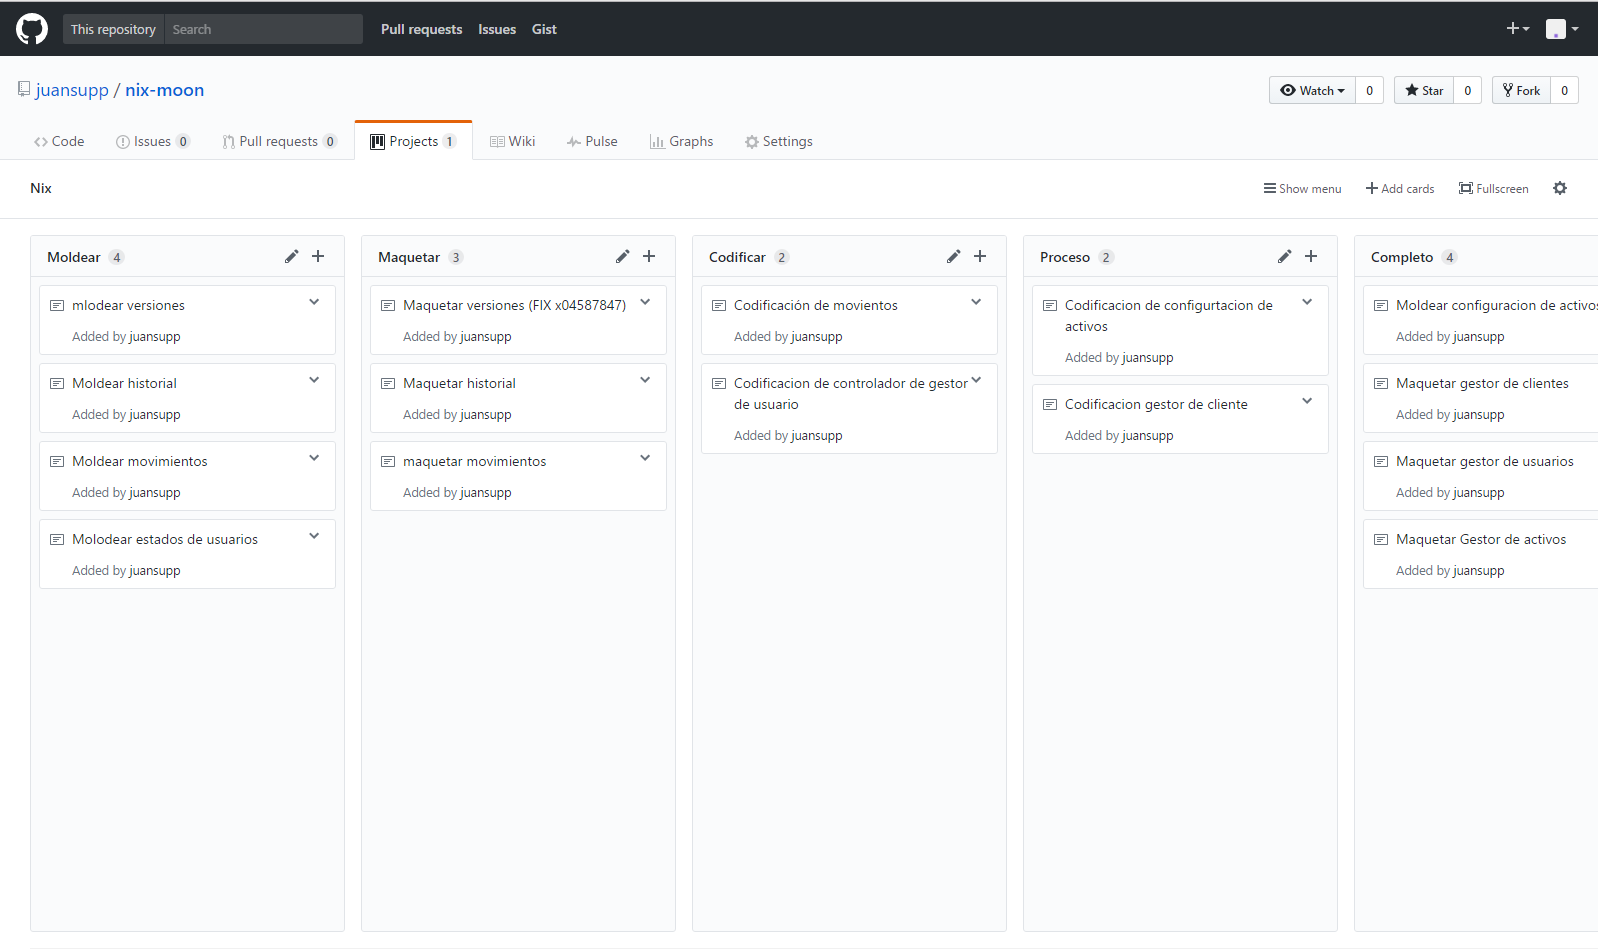 This repository Search Pull requests Issues Gist
juansupp / nix-moon
Watch 0 Star 0 Fork 0
Code Issues 0 Pull requests 0 Projects 1 Wiki Pulse Graphs Settings
Nix
Show menu Add cards Fullscreen
Moldear 4
mlodear versiones
Added by juansupp
Moldear historial
Added by juansupp
Moldear movimientos
Added by juansupp
Molodear estados de usuarios
Added by juansupp
Maquetar 3
Maquetar versiones (FIX x04587847)
Added by juansupp
Maquetar historial
Added by juansupp
maquetar movimientos
Added by juansupp
Codificar 2
Codificación de movientos
Added by juansupp
Codificacion de controlador de gestor
de usuario
Added by juansupp
Proceso 2
Codificacion de configurtacion de
activos
Added by juansupp
Codificacion gestor de cliente
Added by juansupp
Completo 4
Moldear configuracion de activos
Added by juansupp
Maquetar gestor de clientes
Added by juansupp
Maquetar gestor de usuarios
Added by juansupp
Maquetar Gestor de activos
Added by juansupp